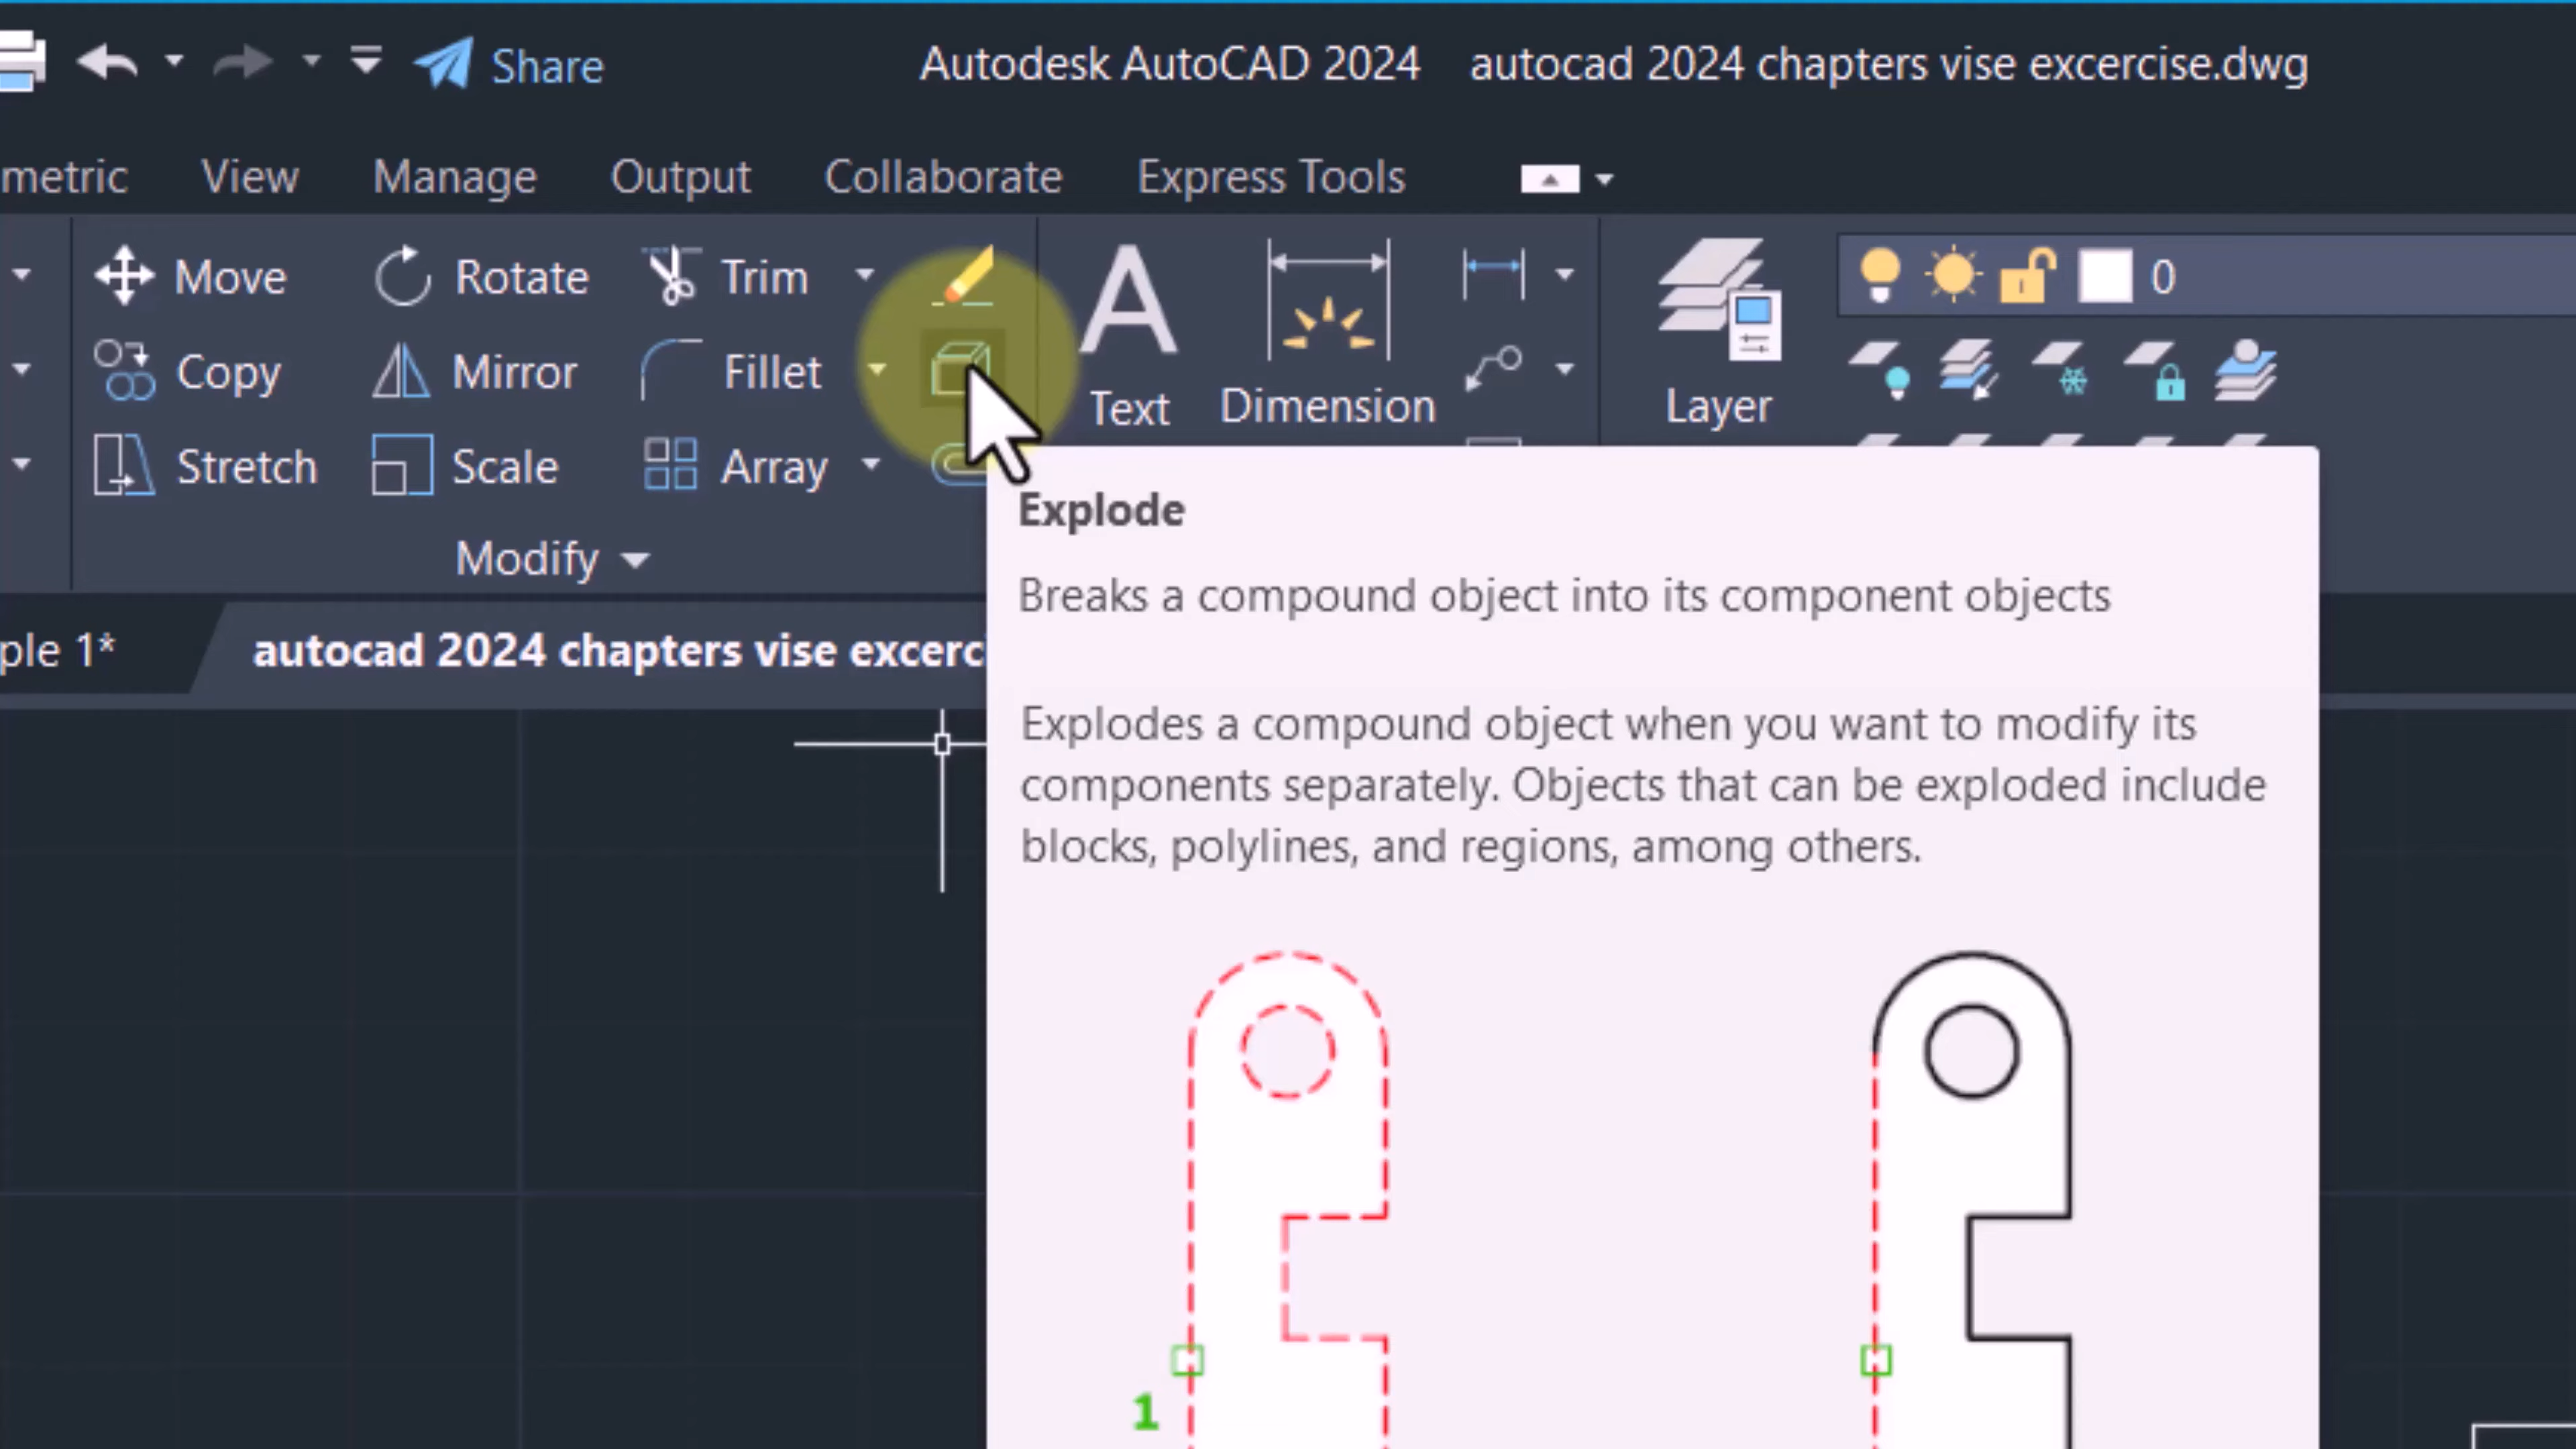 Share
Autodesk AutoCAD 2024 autocad 2024 chapters vise excercise.dwg
metric View Manage Output Collaborate Express Tools
Move Rotate Trim
0
Copy Mirror Fillet
Text Dimension Layer
Stretch Scale Array
Modify
Explode
Breaks a compound object into its component objects
ple 1* autocad 2024 chapters vise excerc
Explodes a compound object when you want to modify its
components separately. Objects that can be exploded include
blocks, polylines, and regions, among others.
1